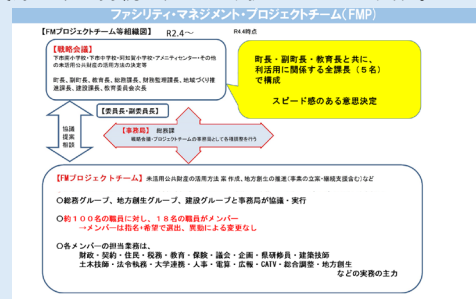 ファシリティ・マネジメント・プロジェクトチーム(FMP)
【FMプロジェクトチーム等組織図】 R2.4～ R4.4時点
【戦略会議】
下市南小学校・下市中学校・阿知賀小学校・アメニティセンター・その他
の未活用公共財産の活用方法の決定等
町長、副町長、教育長、総務課長、財務監理課長、地域づくり推
進課長、建設課長、教育委員会次長
町長・副町長・教育長と共に、
利活用に関係する全課長（５名）
で構成
スピード感のある意思決定
【委員長・副委員長】
協議
提案
相談
【事務局】 総務課
戦略会議・プロジェクトチームの事務局として各種調整を行う
【FMプロジェクトチーム】未活用公共財産の活用方法 案 作成、地方創生の推進(事業の立案・継続支援含む)など
〇総務グループ、地方創生グループ、建設グループと事務局が協議・実行
〇約１００名の職員に対し、１８名の職員がメンバー
→メンバーは指名・希望で選出、異動による変更なし
〇各メンバーの担当業務は、
財政・契約・住民・税務・教育・保険・議会・企画・県研修員・建築技師
土木技師・法令執務・大学連携・人事・電算・広報・CATV・総合調整・地方創生
などの実務の主力